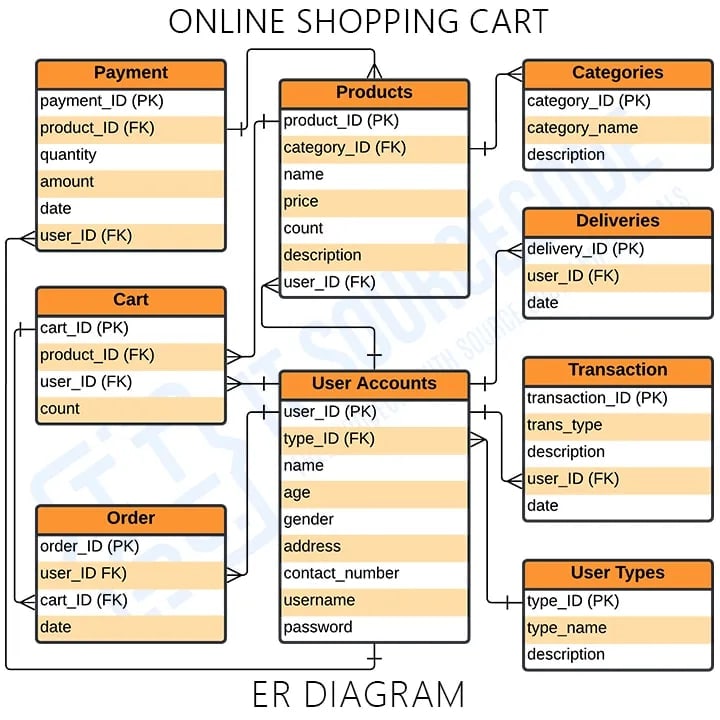 ONLINE SHOPPING CART
Payment
payment_ID (PK)
product_ID (FK)
quantity
amount
date
user_ID (FK)
Products
product_ID (PK)
category_ID (FK)
name
price
count
description
user_ID (FK)
Categories
category_ID (PK)
category_name
description
Deliveries
delivery_ID (PK)
user_ID (FK)
date
Cart
cart_ID (PK)
product_ID (FK)
user_ID (FK)
count
User Accounts
user_ID (PK)
type_ID (FK)
name
age
gender
address
contact_number
username
password
Transaction
transaction_ID (PK)
trans_type
description
user_ID (FK)
date
Order
order_ID (PK)
user_ID FK)
cart_ID (FK)
date
User Types
type_ID (PK)
type_name
description
ER DIAGRAM
IT SOURCECODE